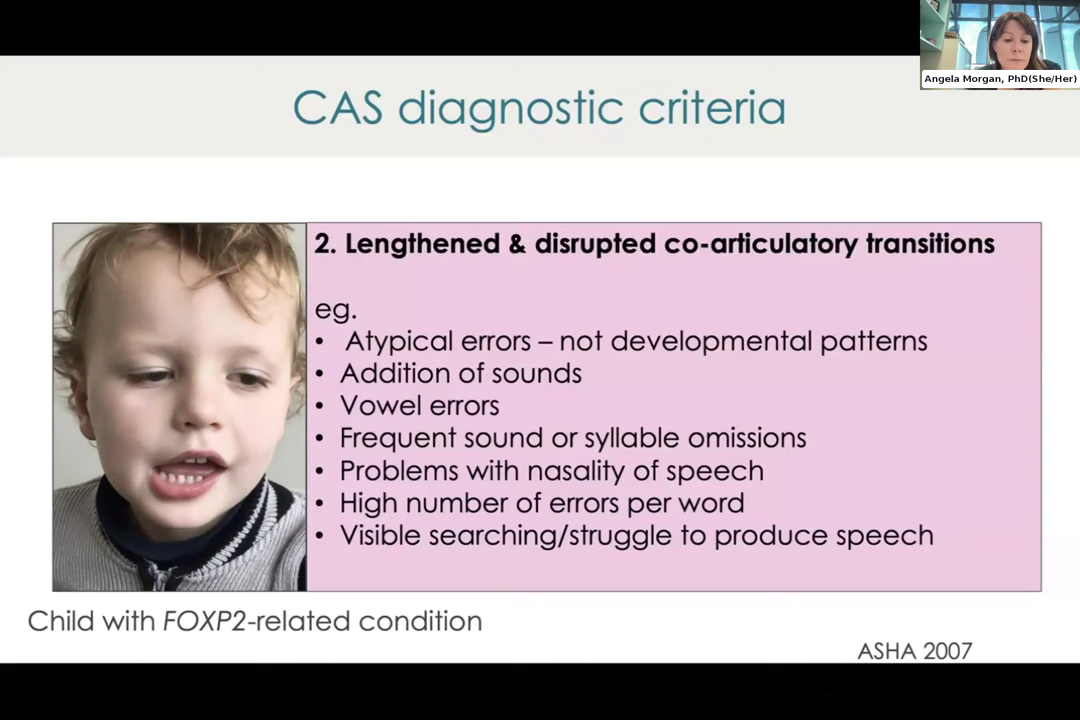 Angela Morgan, PhD(She/Her)
CAS diagnostic criteria
2. Lengthened & disrupted co-articulatory transitions
eg.
• Atypical errors – not developmental patterns
• Addition of sounds
• Vowel errors
• Frequent sound or syllable omissions
• Problems with nasality of speech
• High number of errors per word
• Visible searching/struggle to produce speech
Child with FOXP2-related condition
ASHA 2007